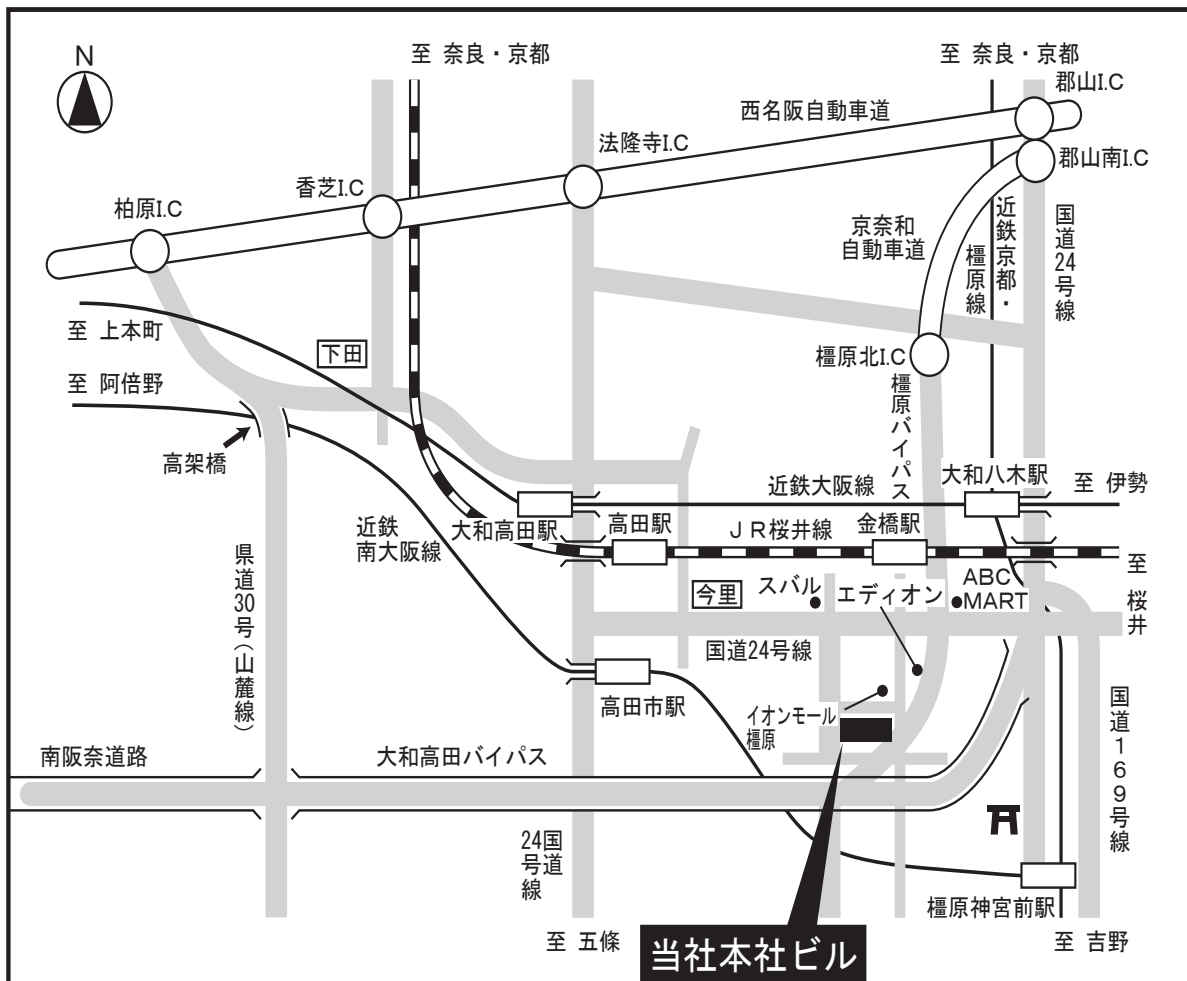 N
至 奈良・京都
至 奈良・京都
郡山I.C
西名阪自動車道
法隆寺I.C
郡山南I.C
香芝I.C
柏原I.C
京奈和
自動車道
近鉄京都・
橿原線
国道24号線
至 上本町
下田
橿原北I.C
至 阿倍野
橿原バイパス
高架橋
大和八木駅
近鉄大阪線
至 伊勢
近鉄
南大阪線
大和高田駅
高田駅
JR桜井線
金橋駅
至 桜井
県道30号(山麓線)
今里
スバル
エディオン
ABC
MART
国道24号線
高田市駅
イオンモール
橿原
国道169号線
南阪奈道路
大和高田バイパス
国道
24号線
橿原神宮前駅
至 五條
至 吉野
当社本社ビル